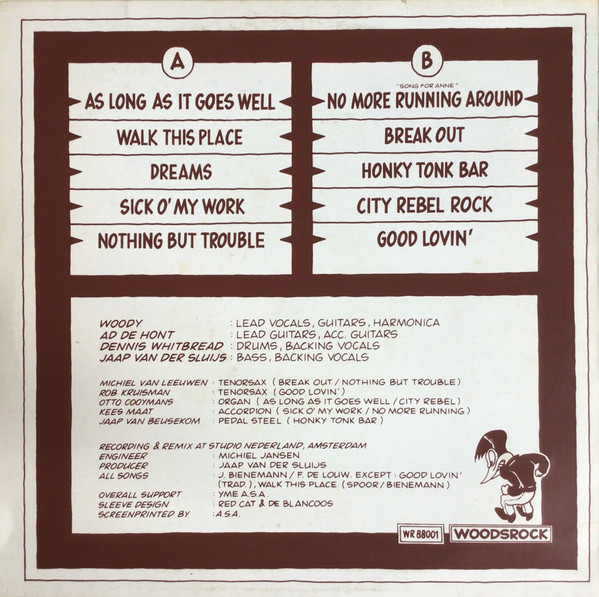 A
AS LONG AS IT GOES WELL
WALK THIS PLACE
DREAMS
SICK O' MY WORK
NOTHING BUT TROUBLE
B
"SONG FOR ANNE"
NO MORE RUNNING AROUND
BREAK OUT
HONKY TONK BAR
CITY REBEL ROCK
GOOD LOVIN'
WOODY : LEAD VOCALS, GUITARS, HARMONICA
AD DE HONT : LEAD GUITARS, ACC. GUITARS
DENNIS WHITBREAD : DRUMS, BACKING VOCALS
JAAP VAN DER SLUIJS : BASS, BACKING VOCALS
MICHIEL VAN LEEUWEN : TENORSAX (BREAK OUT / NOTHING BUT TROUBLE)
ROB KRUISMAN : TENORSAX (GOOD LOVIN')
OTTO COOYMANS : ORGAN (AS LONG AS IT GOES WELL / CITY REBEL)
KEES MAAT : ACCORDION (SICK O' MY WORK / NO MORE RUNNING)
JAAP VAN BEUSEKOM : PEDAL STEEL (HONKY TONK BAR)
RECORDING & REMIX AT STUDIO NEDERLAND, AMSTERDAM
ENGINEER : MICHIEL JANSEN
PRODUCER : JAAP VAN DER SLUIJS
ALL SONGS : J. BIENEMANN / F. DE LOUW. EXCEPT : GOOD LOVIN'
(TRAD.), WALK THIS PLACE (SPOOR / BIENEMANN)
OVERALL SUPPORT : YME A.S.A.
SLEEVE DESIGN : RED CAT & DE BLANCOOS
SCREENPRINTED BY : A.S.A.
WR 88001 WOODSROCK